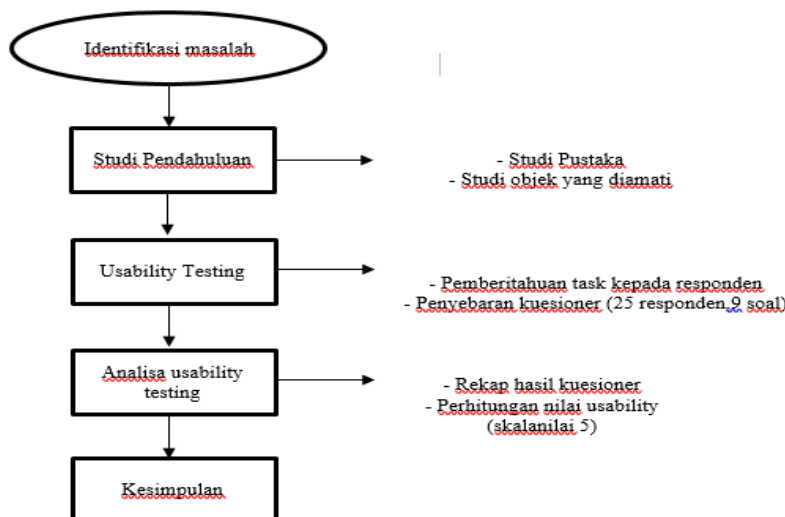 Identifikasi masalah
Studi Pendahuluan
- Studi Pustaka
- Studi objek yang diamati
Usability Testing
- Pemberitahuan task kepada responden
- Penyebaran kuesioner (25 responden,9 soal)
Analisa usability
testing
- Rekap hasil kuesioner
- Perhitungan nilai usability
(skalanilai 5)
Kesimpulan